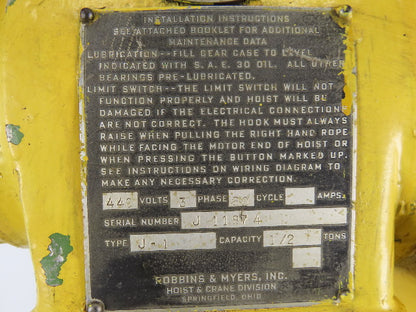 INSTALLATION INSTRUCTIONS
SEE ATTACHED BOOKLET FOR ADDITIONAL
MAINTENANCE DATA
LUBRICATION--FILL GEAR CASE TO LEVEL
INDICATED WITH S.A.E. 30 OIL. ALL OTHER
BEARINGS PRE-LUBRICATED.
LIMIT SWITCH--THE LIMIT SWITCH WILL NOT
FUNCTION PROPERLY AND HOIST WILL BE
DAMAGED IF THE ELECTRICAL CONNECTIONS
ARE NOT CORRECT. THE HOOK MUST ALWAYS
RAISE WHEN PULLING THE RIGHT HAND ROPE
WHILE FACING THE MOTOR END OF HOIST OR
WHEN PRESSING THE BUTTON MARKED UP.
SEE INSTRUCTIONS ON WIRING DIAGRAM TO
MAKE ANY NECESSARY CORRECTION.
VOLTS 3 PHASE CYCLE AMPS.
SERIAL NUMBER
TYPE J-1 CAPACITY 1/2 TONS
ROBBINS & MYERS, INC.
HOIST & CRANE DIVISION
SPRINGFIELD, OHIO